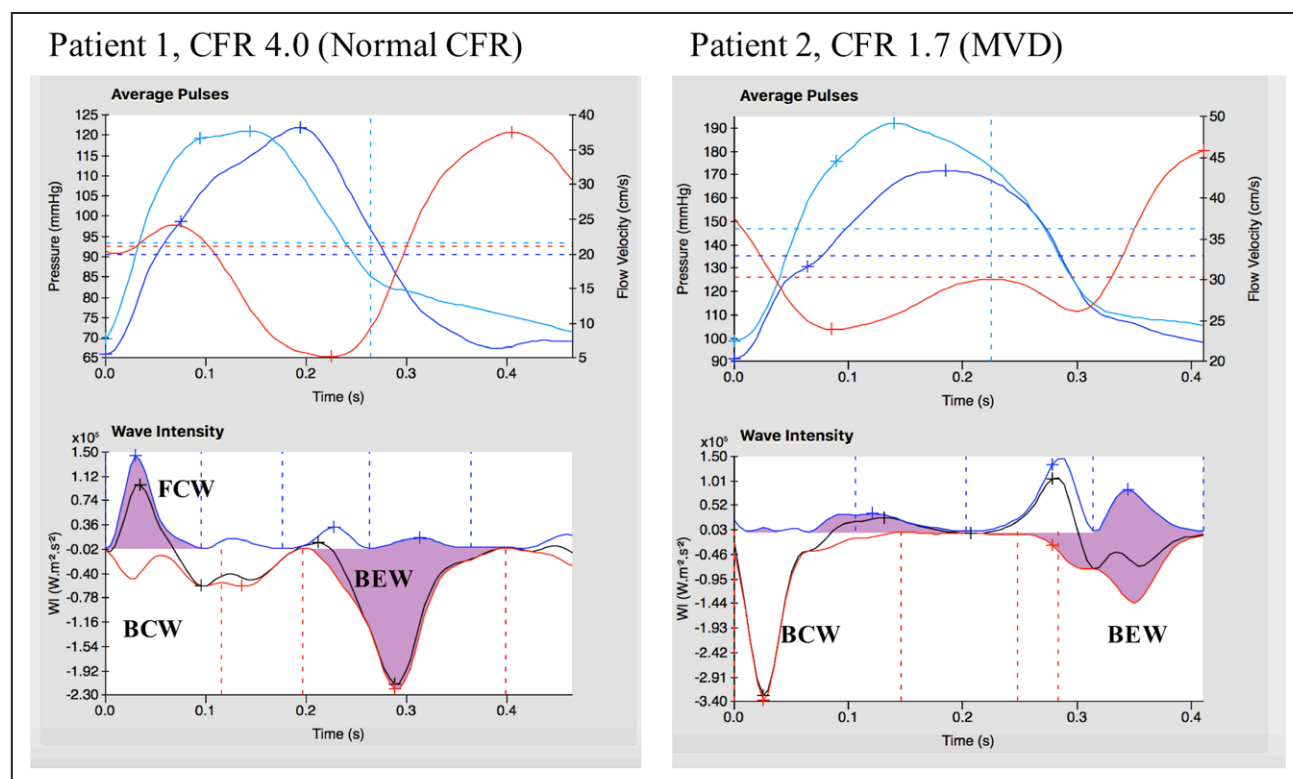 Patient 1, CFR 4.0 (Normal CFR)
Average Pulses
125
120
115
110
105
100
95
90
85
80
75
70
65
Pressure (mmHg)
40
35
30
25
20
15
10
5
Flow Velocity (cm/s)
0.0 0.1 0.2 0.3 0.4
Time (s)
Wave Intensity
x10⁵
1.50
1.12
0.74
0.36
-0.02
-0.40
-0.78
-1.16
-1.54
-1.92
-2.30
WI (W.m⁻².s⁻²)
FCW
BEW
BCW
0.0 0.1 0.2 0.3 0.4
Time (s)
Patient 2, CFR 1.7 (MVD)
Average Pulses
190
180
170
160
150
140
130
120
110
100
90
Pressure (mmHg)
50
45
40
35
30
25
20
Flow Velocity (cm/s)
0.0 0.1 0.2 0.3 0.4
Time (s)
Wave Intensity
x10⁵
1.50
1.01
0.52
0.03
-0.46
-0.95
-1.44
-1.93
-2.42
-2.91
-3.40
WI (W.m⁻².s⁻²)
BCW
BEW
0.0 0.1 0.2 0.3 0.4
Time (s)